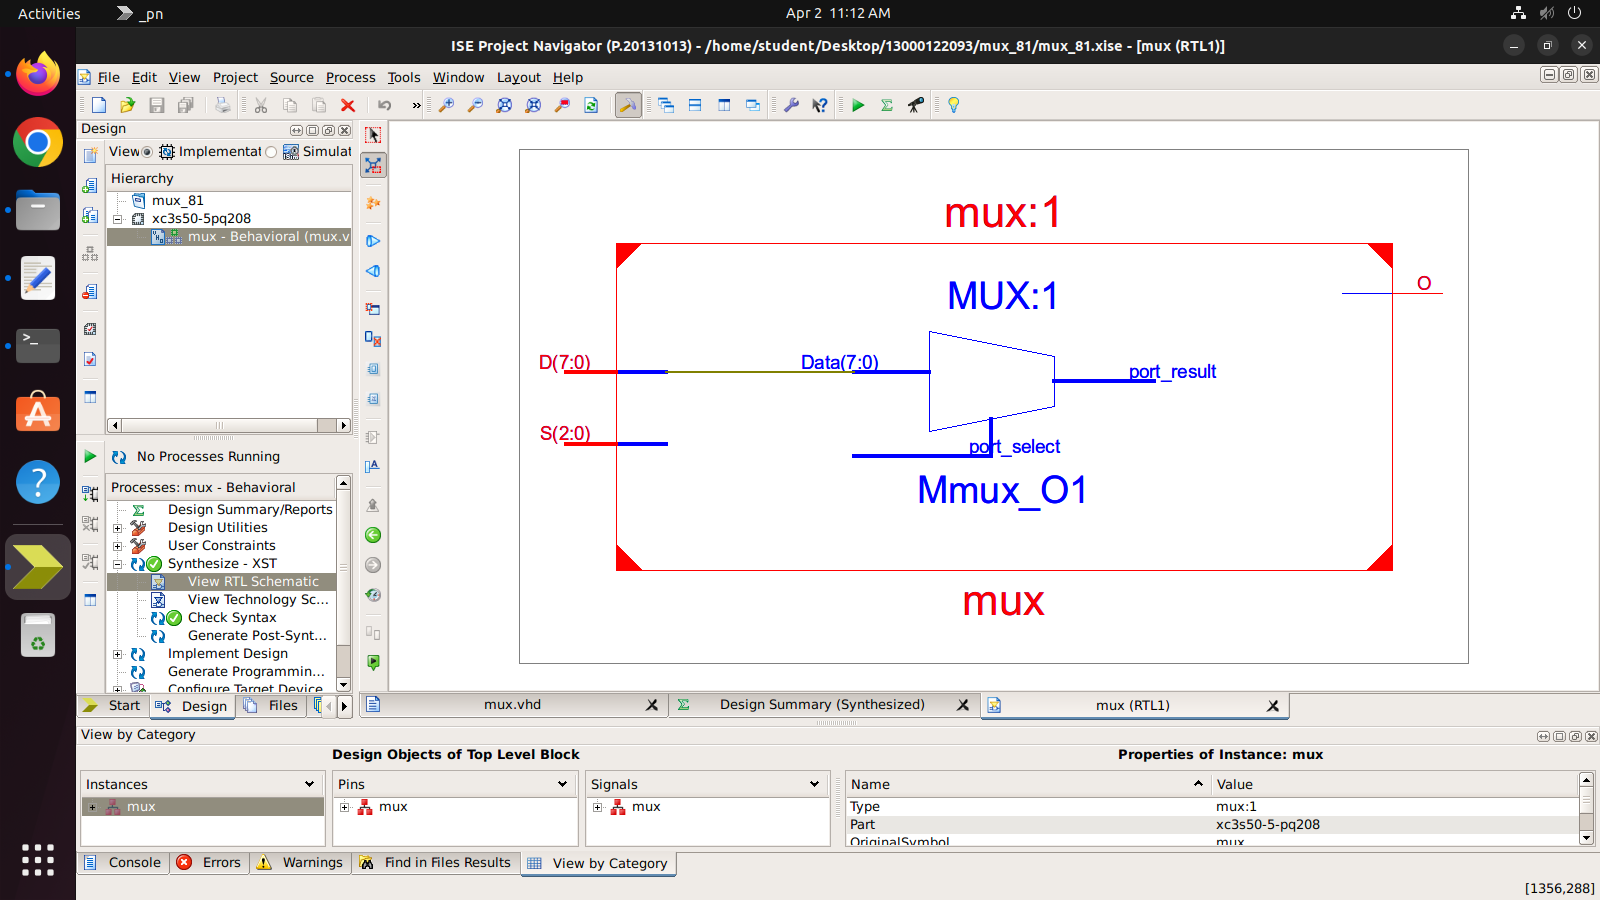 Activities
_pn
Apr 2 11:12 AM
ISE Project Navigator (P.20131013) - /home/student/Desktop/13000122093/mux_81/mux_81.xise - [mux (RTL1)]
File Edit View Project Source Process Tools Window Layout Help
»
Design
View Implementat Simulat
Hierarchy
mux_81
xc3s50-5pq208
mux - Behavioral (mux.v
No Processes Running
Processes: mux - Behavioral
Design Summary/Reports
Design Utilities
User Constraints
Synthesize - XST
View RTL Schematic
View Technology Sc...
Check Syntax
Generate Post-Synt...
Implement Design
Generate Programmin...
Configure Target Device
Start Design Files
mux:1
MUX:1
O
D(7:0)
Data(7:0)
port_result
S(2:0)
port_select
Mmux_O1
mux
mux.vhd
Design Summary (Synthesized)
mux (RTL1)
View by Category
Design Objects of Top Level Block
Properties of Instance: mux
Instances
mux
Pins
mux
Signals
mux
Name Value
Type mux:1
Part xc3s50-5-pq208
OriginalSymbol mux
Console Errors Warnings Find in Files Results View by Category
[1356,288]